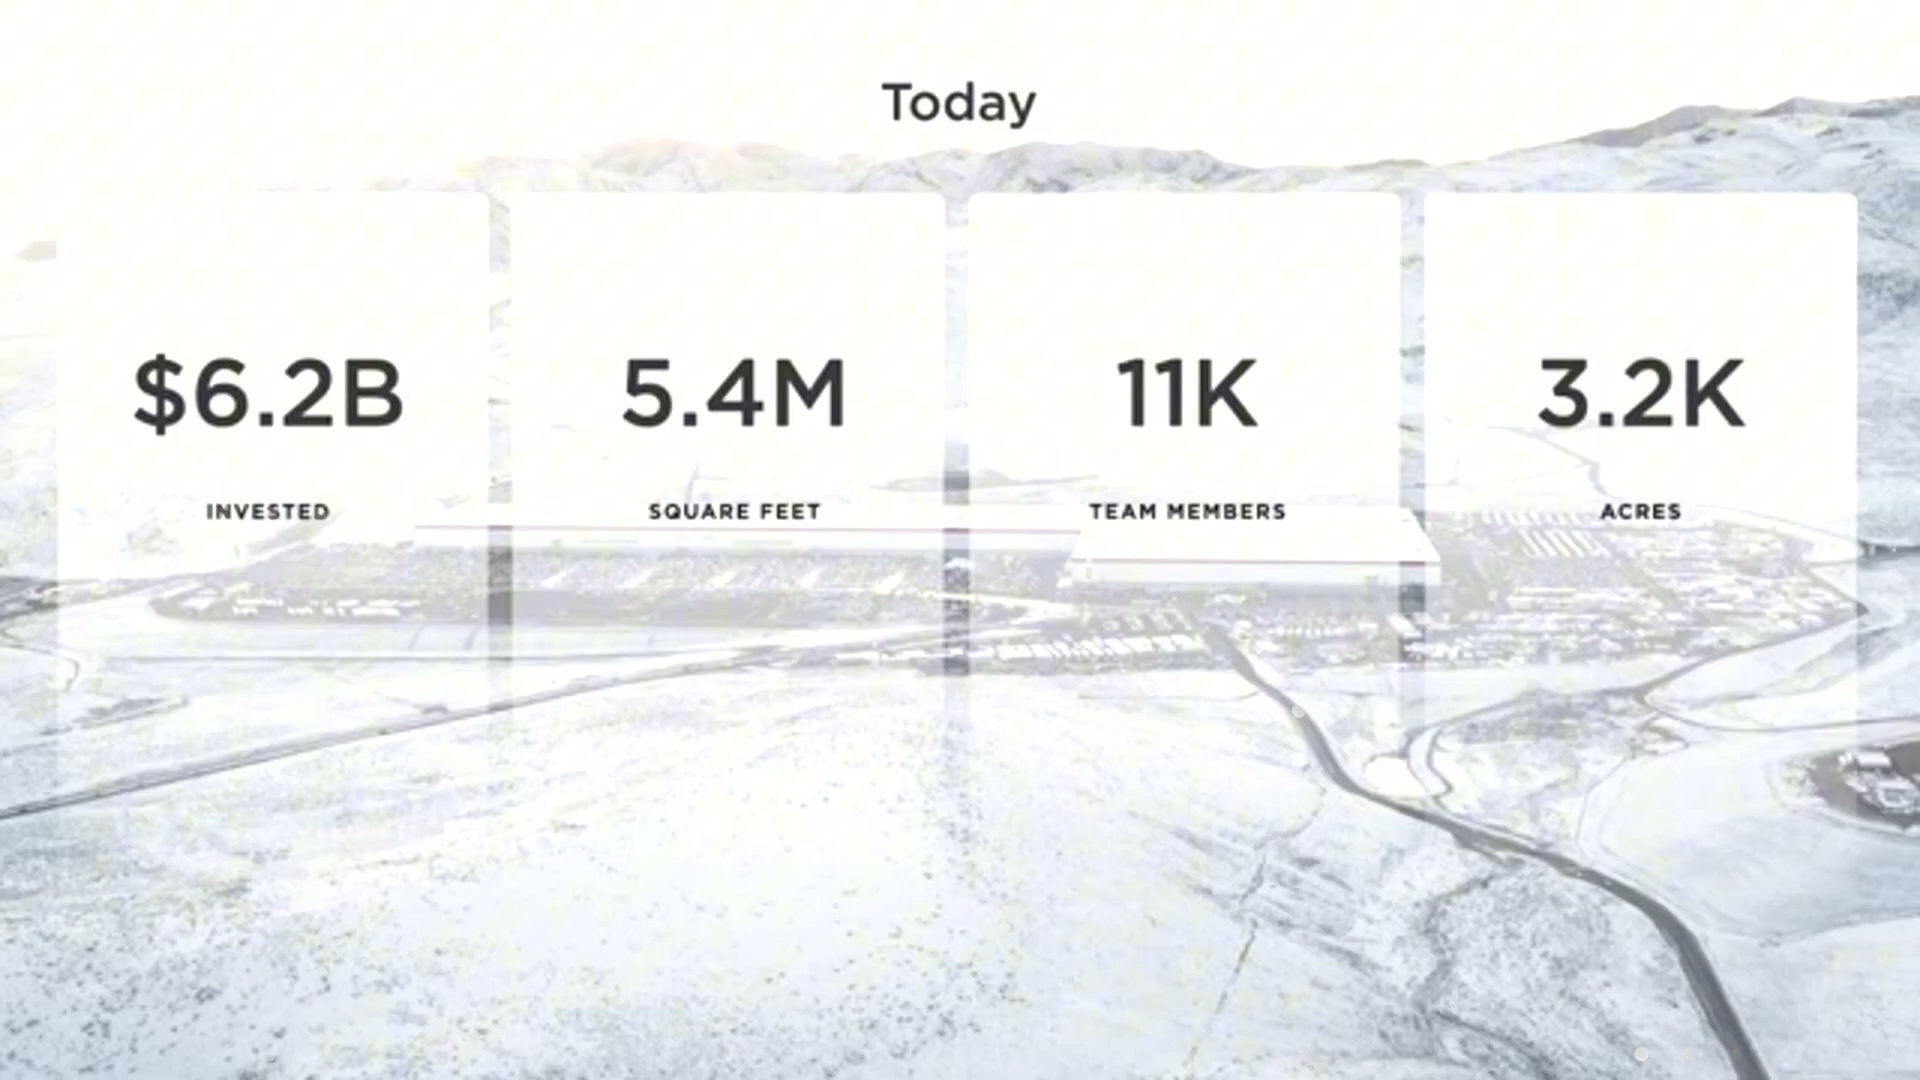 Today
$6.2B
5.4M
11K
3.2K
INVESTED
SQUARE FEET
TEAM MEMBERS
ACRES